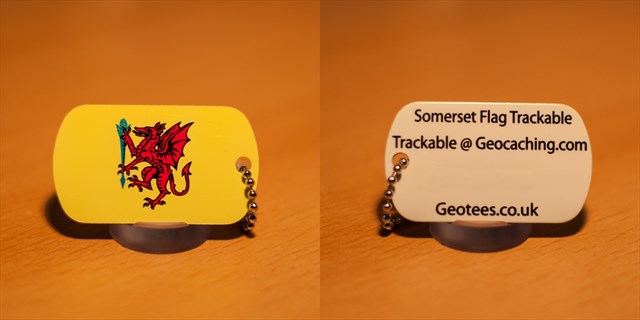 Somerset Flag Trackable
Trackable @ Geocaching.com
Geotees.co.uk